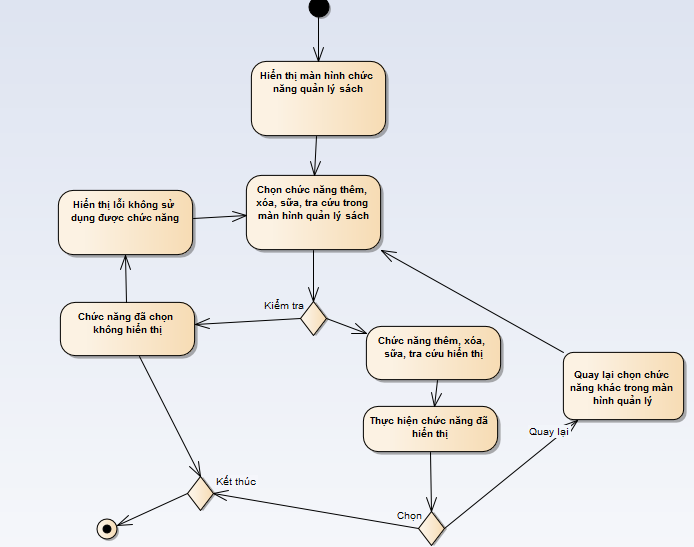 Hiển thị màn hình chức
năng quản lý sách
Chọn chức năng thêm,
xóa, sữa, tra cứu trong
màn hình quản lý sách
Hiển thị lỗi không sử
dụng được chức năng
Kiểm tra
Chức năng đã chọn
không hiển thị
Chức năng thêm, xóa,
sữa, tra cứu hiển thị
Quay lại chọn chức
năng khác trong màn
hình quản lý
Thực hiện chức năng đã
hiển thị
Quay lại
Kết thúc
Chọn